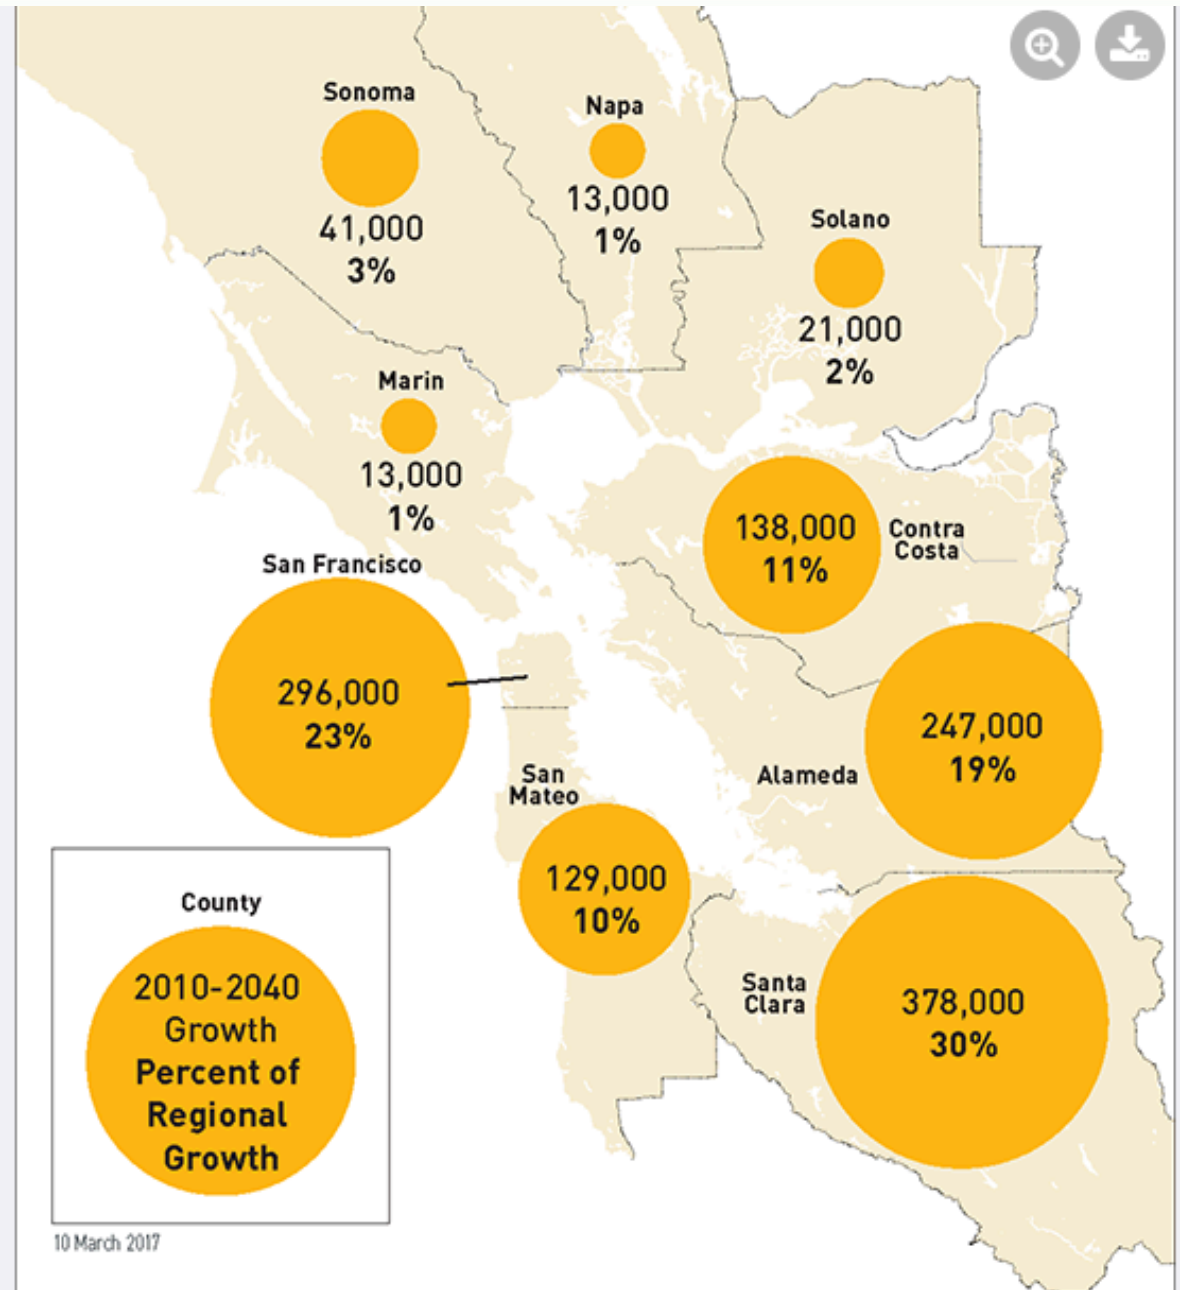 Sonoma
41,000
3%
Napa
13,000
1%
Solano
21,000
2%
Marin
13,000
1%
138,000
11%
Contra
Costa
San Francisco
296,000
23%
247,000
19%
Alameda
San
Mateo
129,000
10%
Santa
Clara
378,000
30%
County
2010-2040
Growth
Percent of
Regional
Growth
10 March 2017